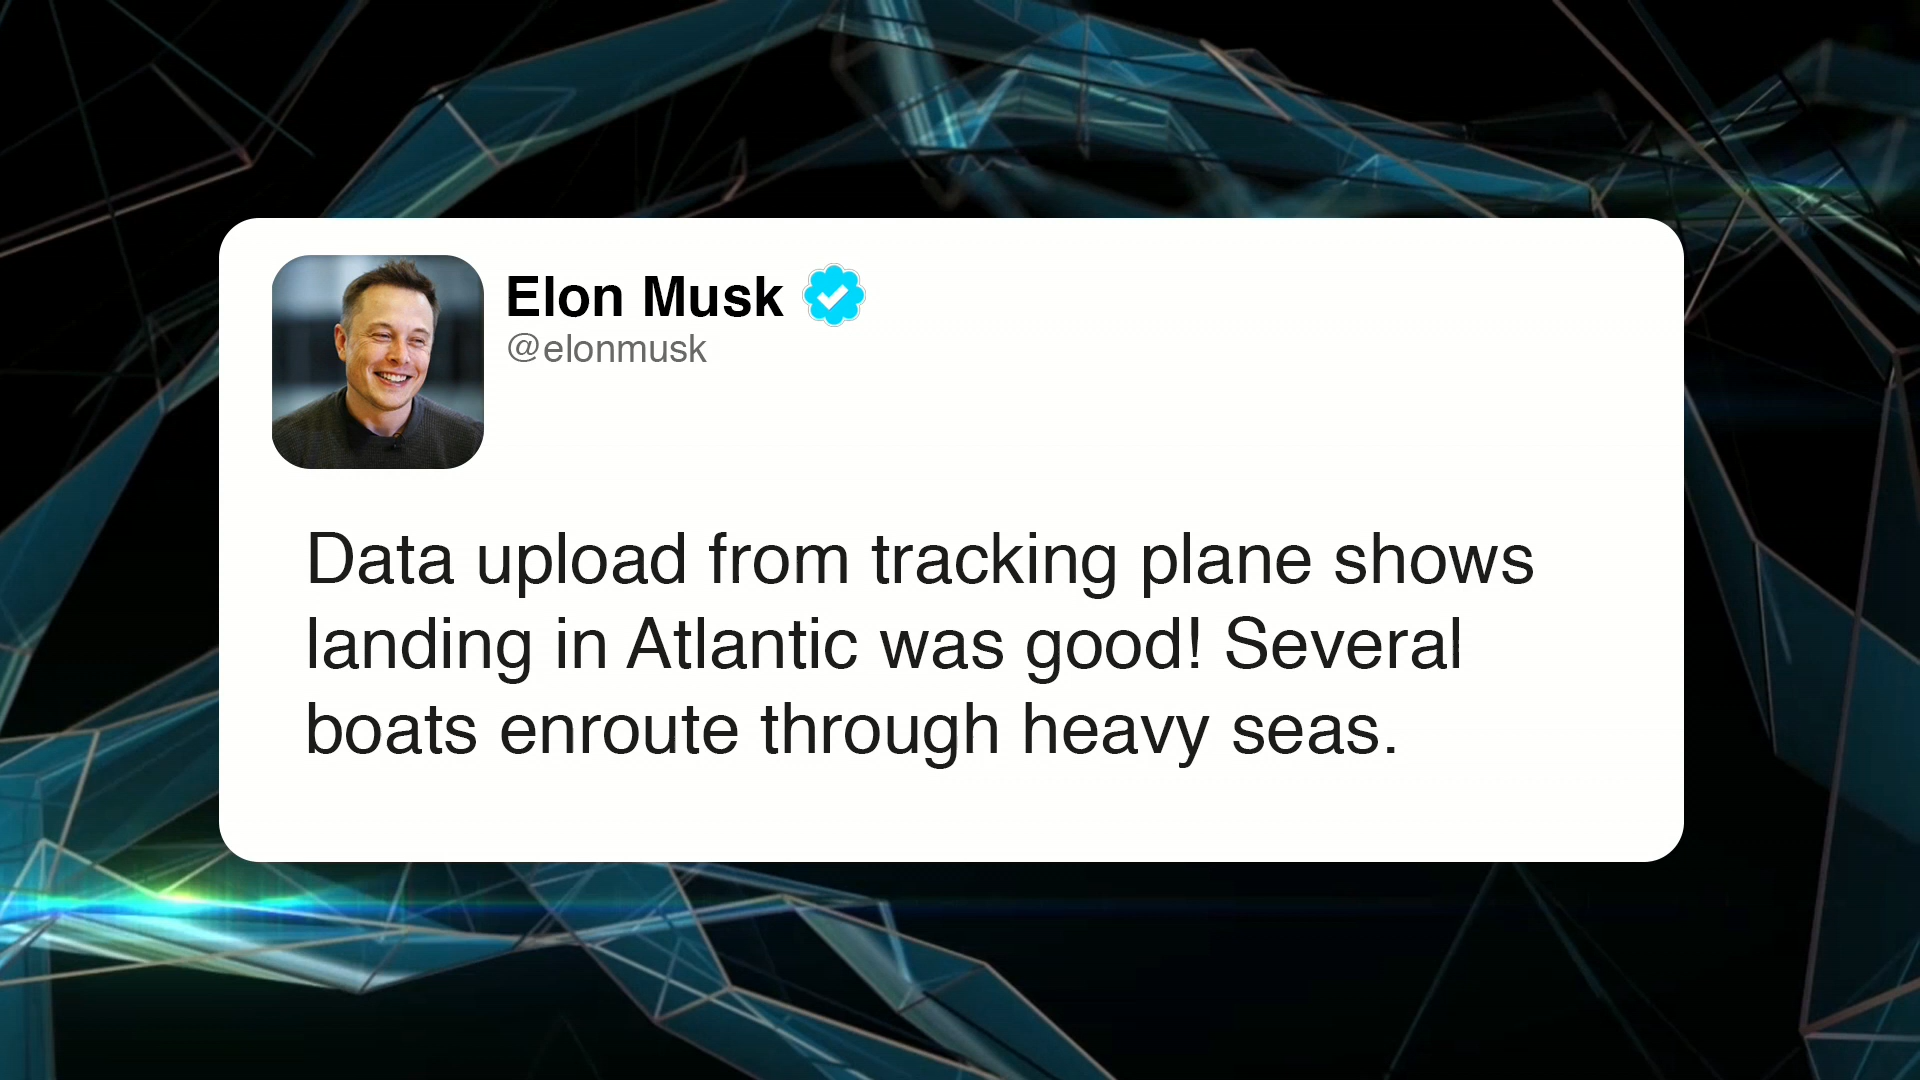 Elon Musk
@elonmusk
Data upload from tracking plane shows
landing in Atlantic was good! Several
boats enroute through heavy seas.